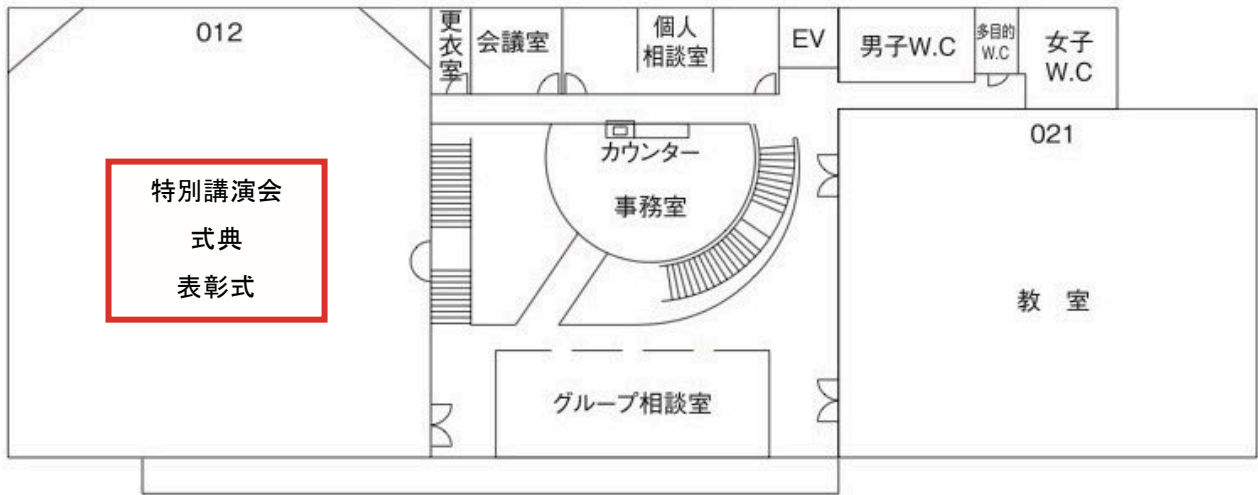 012
更
衣
室
会議室
個人
相談室
EV
男子W.C
多目的
W.C
女子
W.C
021
カウンター
事務室
特別講演会
式典
表彰式
教 室
グループ相談室